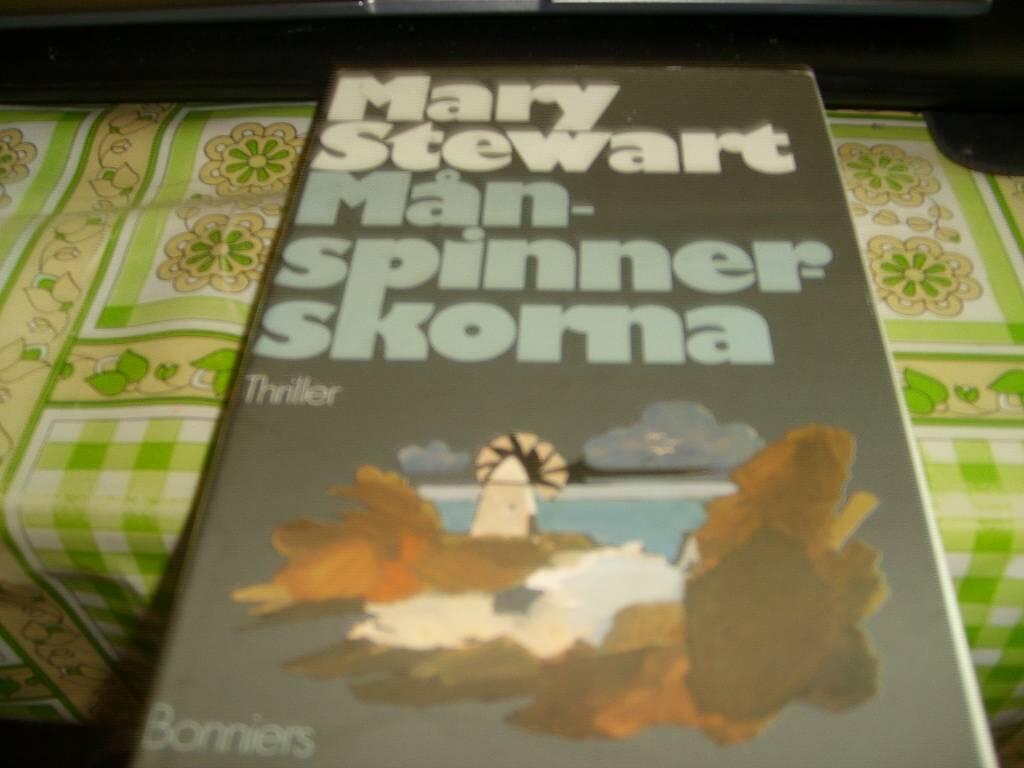 Mary
Stewart
Mån-
spinner-
skorna
Thriller
Bonniers